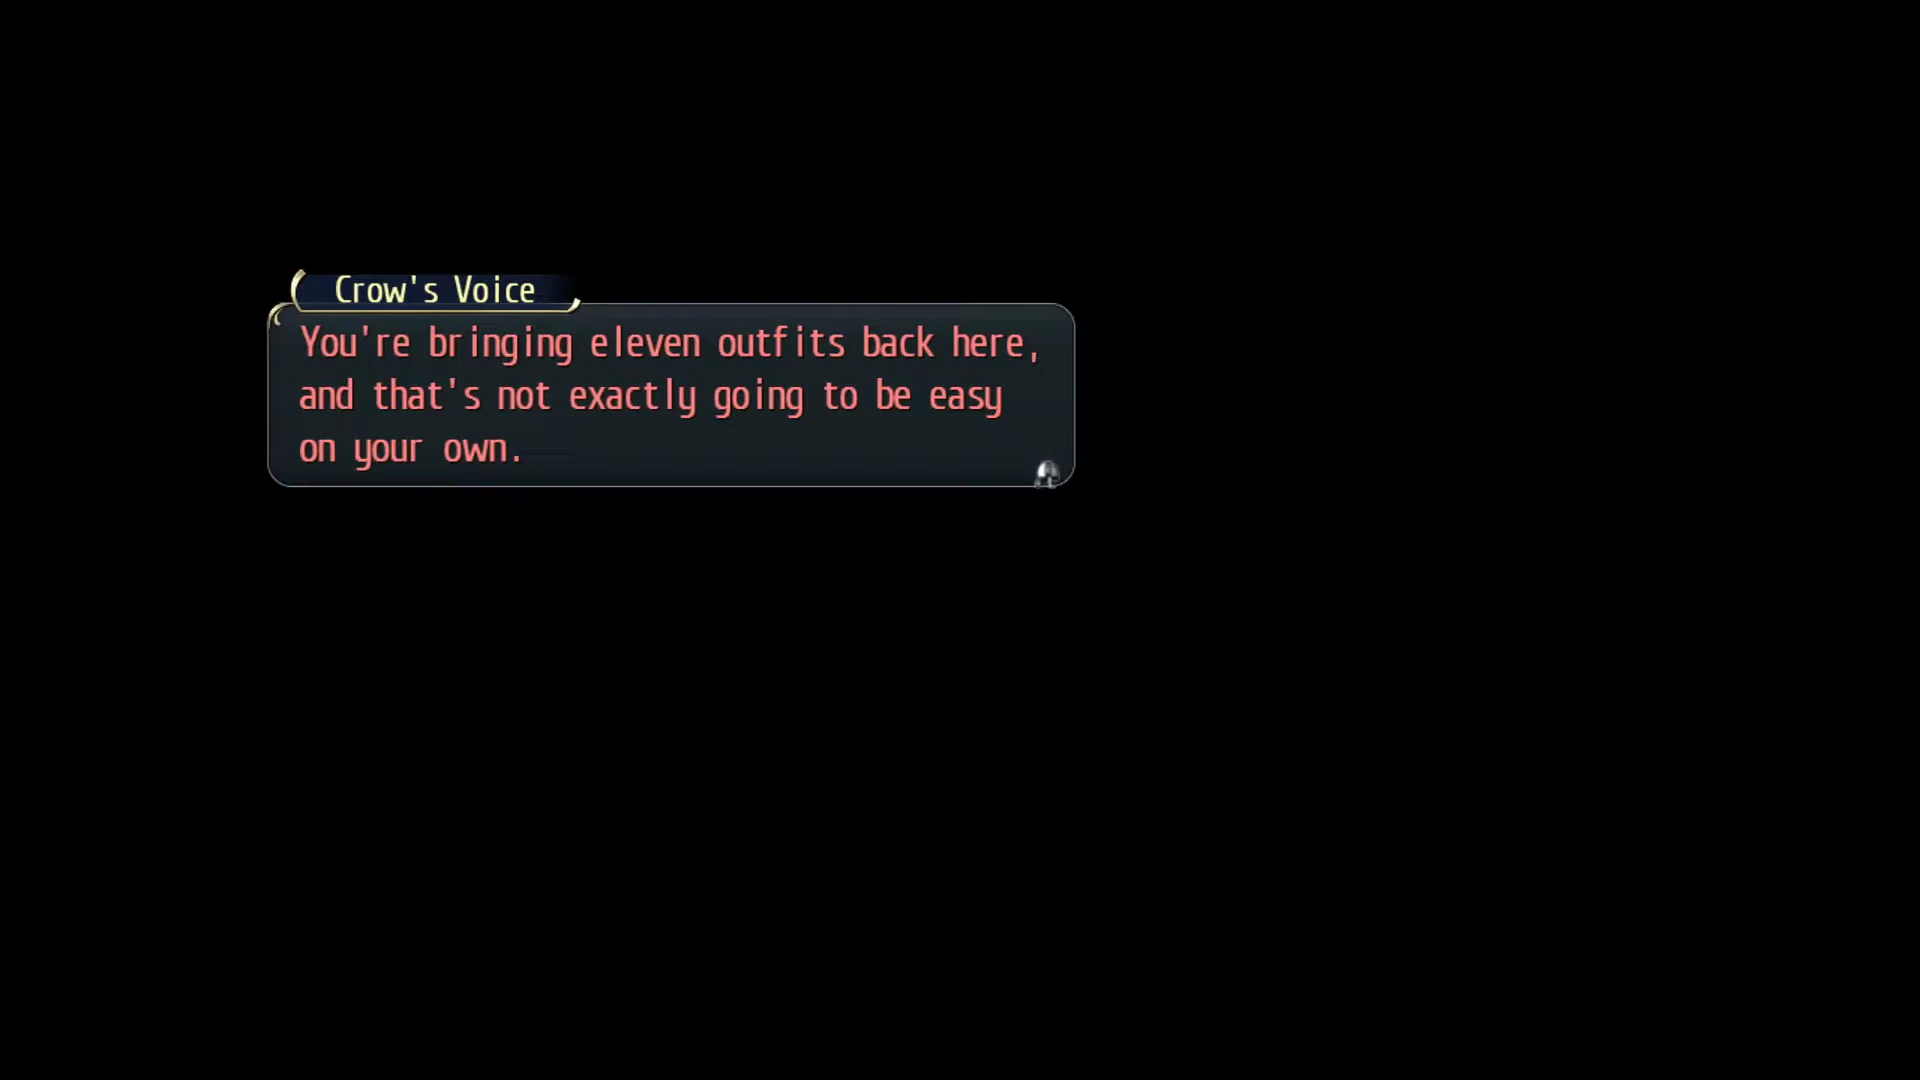 Crow's Voice
You're bringing eleven outfits back here,
and that's not exactly going to be easy
on your own.